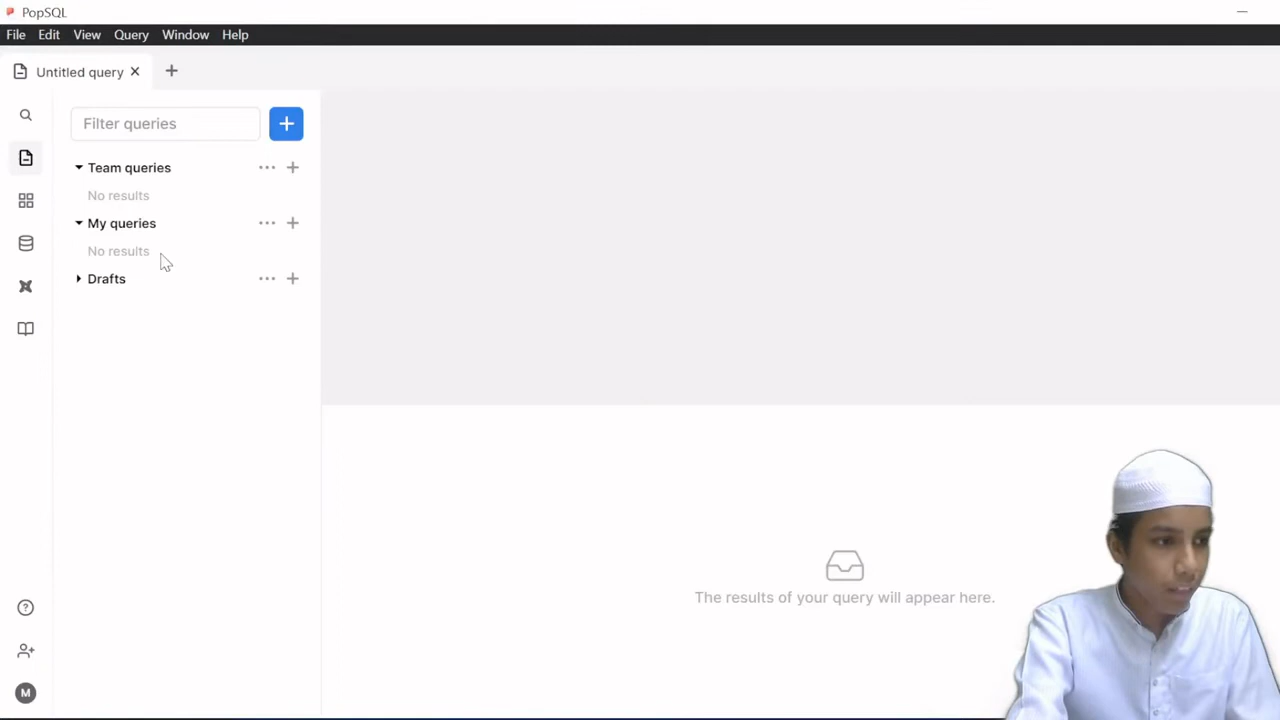 PopSQL
File Edit View Query Window Help
Untitled query
Filter queries
Team queries
No results
My queries
No results
Drafts
The results of your query will appear here.
M